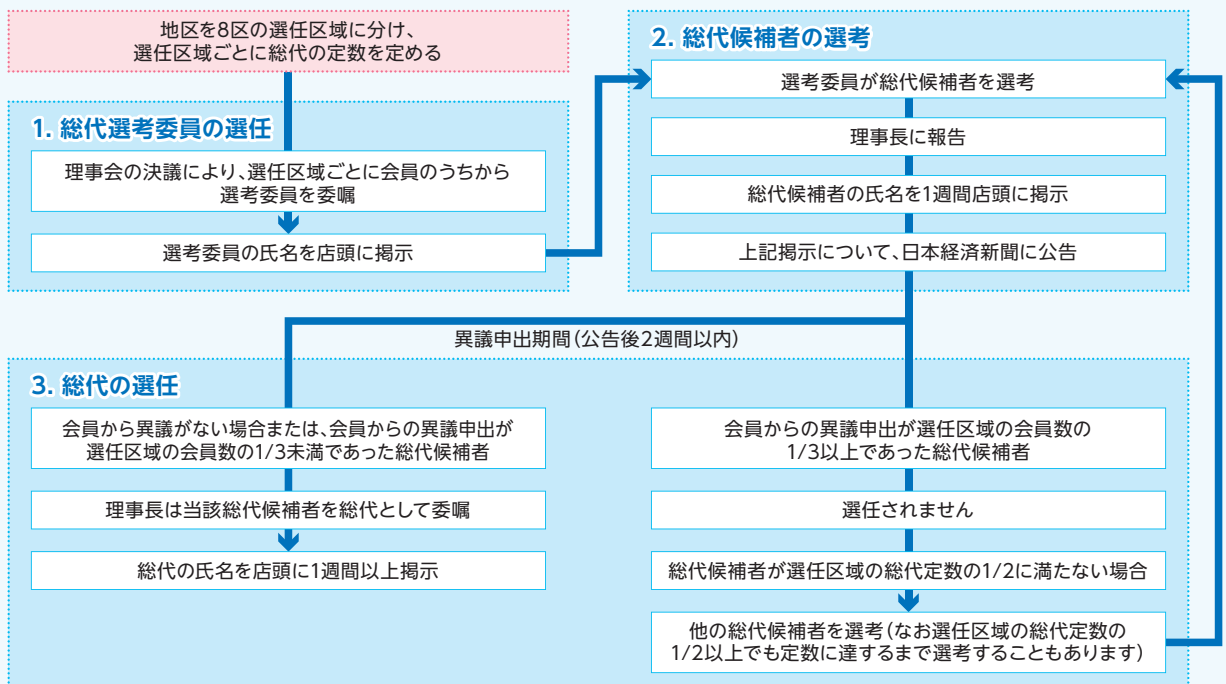 地区を8区の選任区域に分け、
選任区域ごとに総代の定数を定める
1. 総代選考委員の選任
理事会の決議により、選任区域ごとに会員のうちから
選考委員を委嘱
選考委員の氏名を店頭に掲示
2. 総代候補者の選考
選考委員が総代候補者を選考
理事長に報告
総代候補者の氏名を1週間店頭に掲示
上記掲示について、日本経済新聞に公告
異議申出期間(公告後2週間以内)
3. 総代の選任
会員から異議がない場合または、会員からの異議申出が
選任区域の会員数の1/3未満であった総代候補者
理事長は当該総代候補者を総代として委嘱
総代の氏名を店頭に1週間以上掲示
会員からの異議申出が選任区域の会員数の
1/3以上であった総代候補者
選任されません
総代候補者が選任区域の総代定数の1/2に満たない場合
他の総代候補者を選考(なお選任区域の総代定数の
1/2以上でも定数に達するまで選考することもあります)